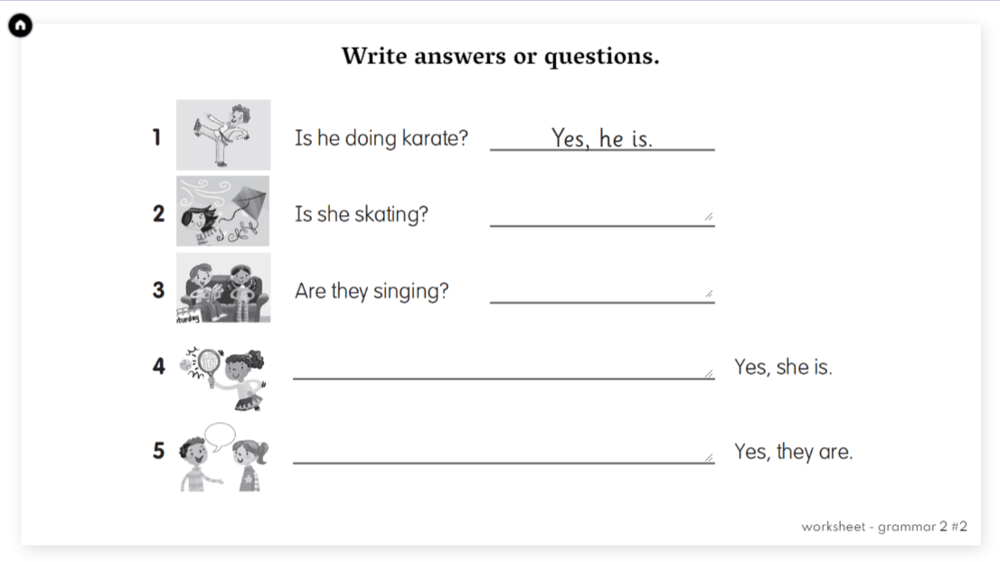 Write answers or questions.
1 Is he doing karate? Yes, he is.
2 Is she skating?
3 Are they singing?
turday
4 Yes, she is.
5 Yes, they are.
worksheet - grammar 2 #2